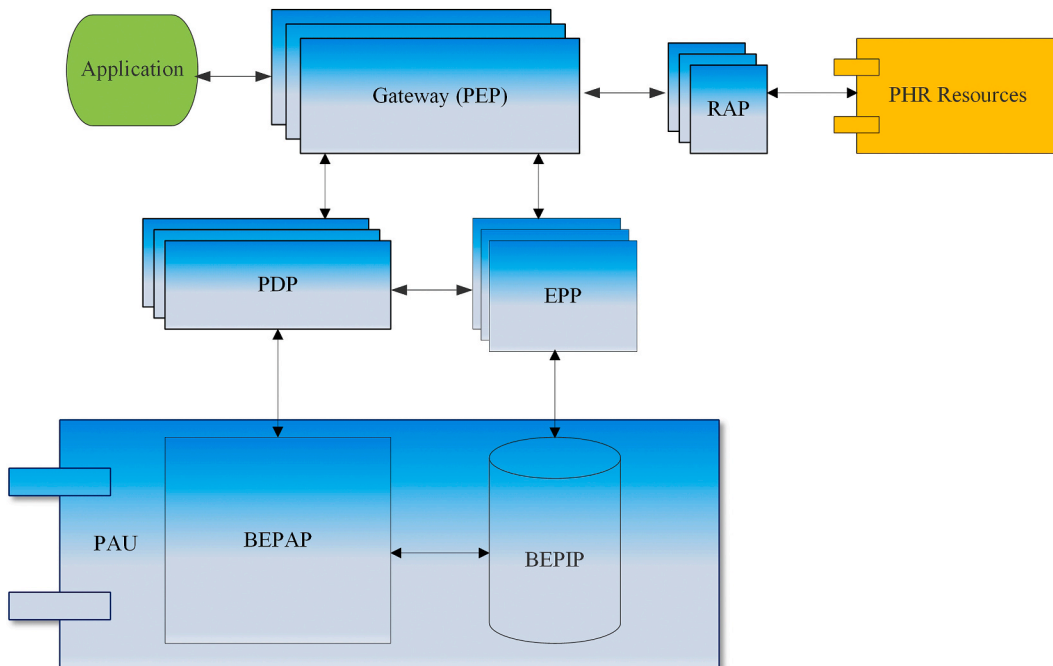 Application
Gateway (PEP)
RAP
PHR Resources
PDP
EPP
PAU
BEPAP
BEPIP